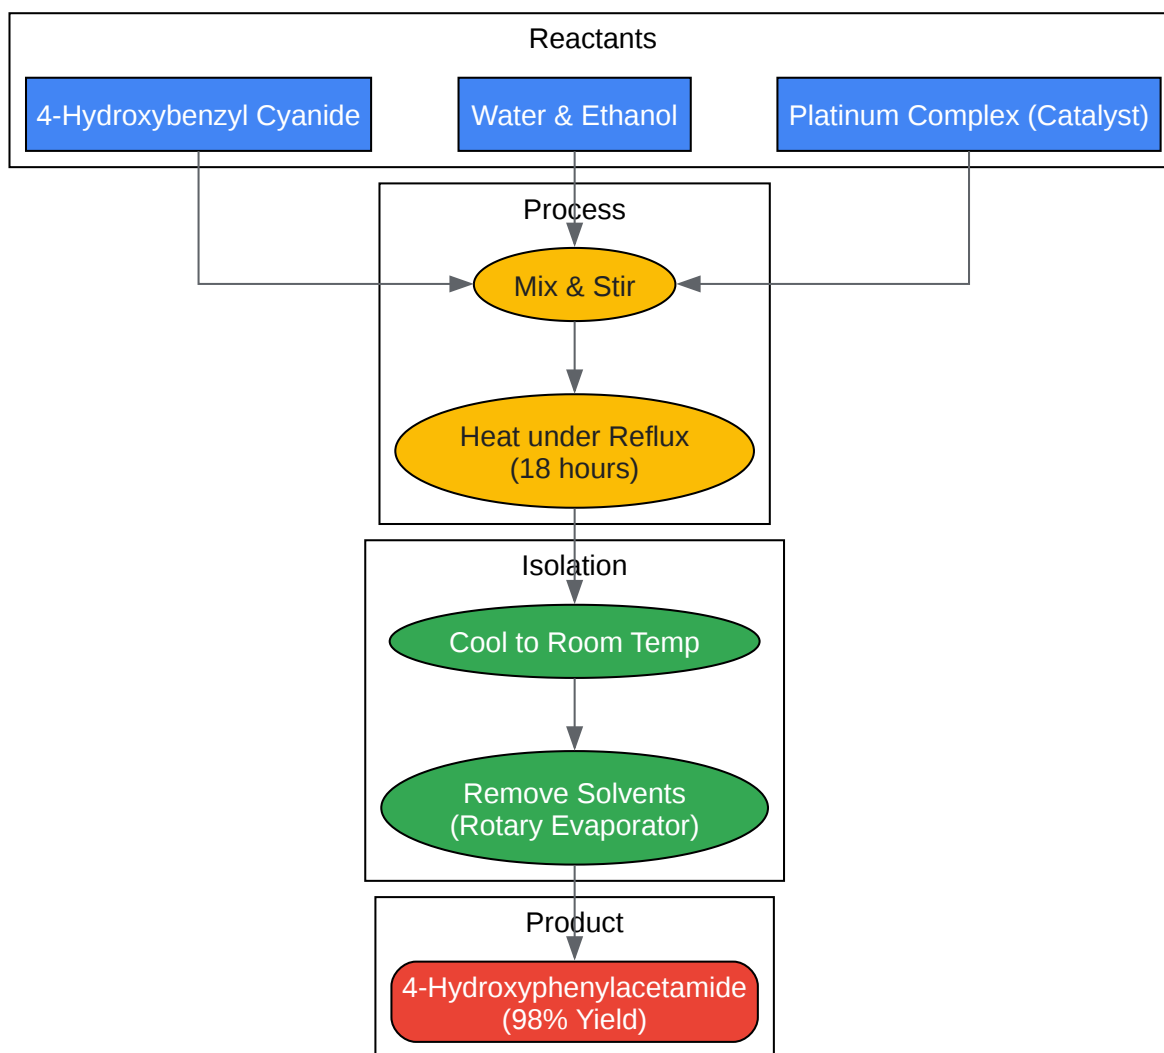 Reactants
4-Hydroxybenzyl Cyanide
Water & Ethanol
Platinum Complex (Catalyst)
Process
Mix & Stir
Heat under Reflux
(18 hours)
Isolation
Cool to Room Temp
Remove Solvents
(Rotary Evaporator)
Product
4-Hydroxyphenylacetamide
(98% Yield)